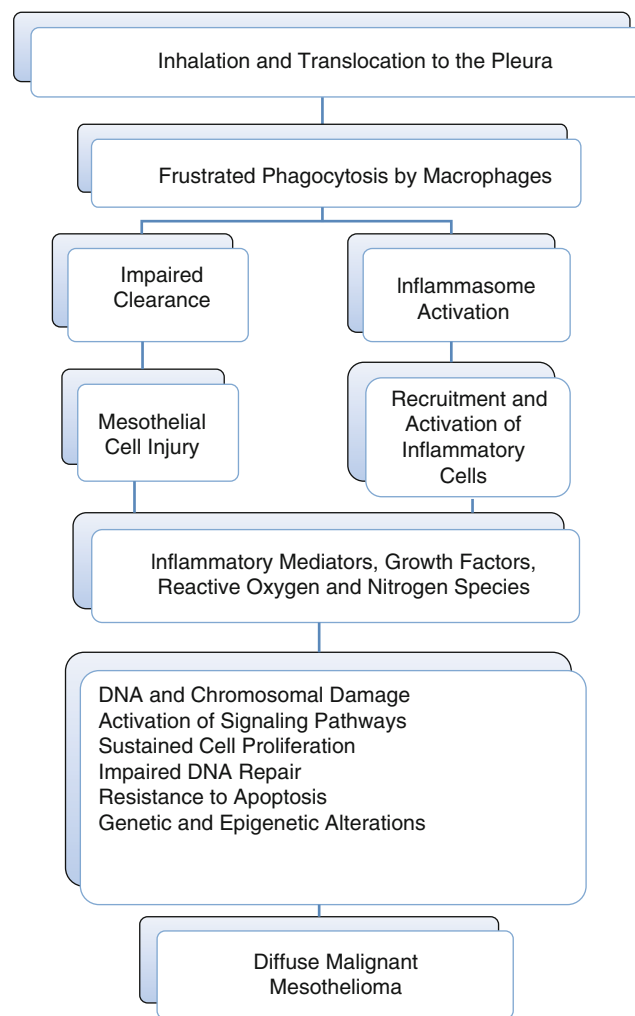 Inhalation and Translocation to the Pleura
Frustrated Phagocytosis by Macrophages
Impaired
Clearance
Inflammasome
Activation
Mesothelial
Cell Injury
Recruitment and
Activation of
Inflammatory
Cells
Inflammatory Mediators, Growth Factors,
Reactive Oxygen and Nitrogen Species
DNA and Chromosomal Damage
Activation of Signaling Pathways
Sustained Cell Proliferation
Impaired DNA Repair
Resistance to Apoptosis
Genetic and Epigenetic Alterations
Diffuse Malignant
Mesothelioma